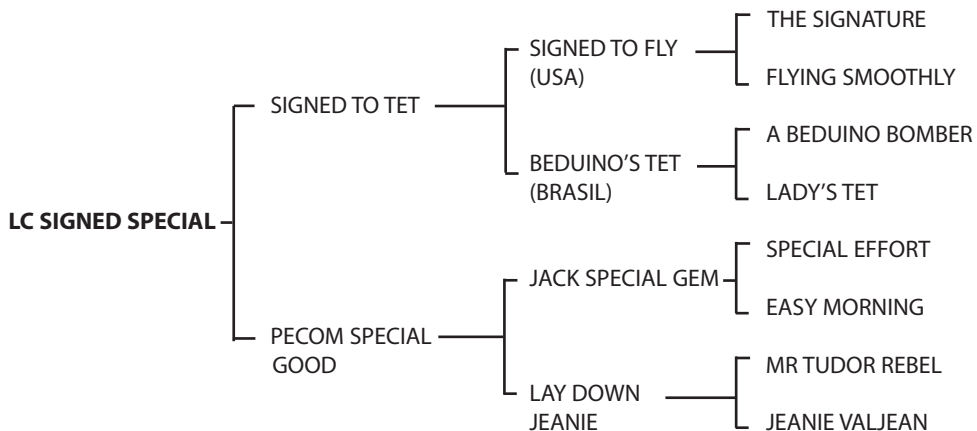 THE SIGNATURE
SIGNED TO FLY
(USA)
FLYING SMOOTHLY
SIGNED TO TET
A BEDUINO BOMBER
BEDUINO’S TET
(BRASIL)
LADY’S TET
LC SIGNED SPECIAL
SPECIAL EFFORT
JACK SPECIAL GEM
EASY MORNING
PECOM SPECIAL
GOOD
MR TUDOR REBEL
LAY DOWN
JEANIE
JEANIE VALJEAN